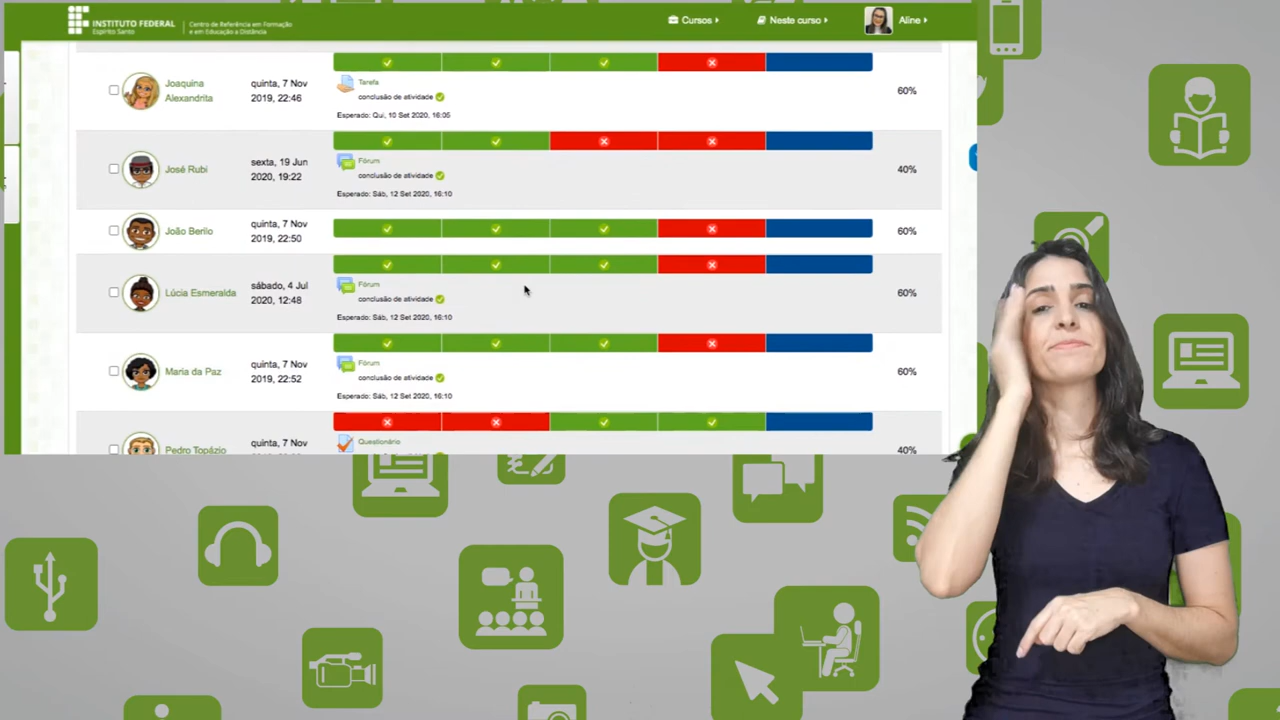 INSTITUTO FEDERAL
Espírito Santo
Centro de Referência em Formação
e em Educação a Distância
Cursos
Neste curso
Aline
Joaquina
Alexandrita
quinta, 7 Nov
2019, 22:46
Tarefa
conclusão de atividade
Esperado: Qui, 10 Set 2020, 16:05
60%
José Rubi
sexta, 19 Jun
2020, 19:22
Fórum
conclusão de atividade
Esperado: Sáb, 12 Set 2020, 16:10
40%
João Berilo
quinta, 7 Nov
2019, 22:50
60%
Lúcia Esmeralda
sábado, 4 Jul
2020, 12:48
Fórum
conclusão de atividade
Esperado: Sáb, 12 Set 2020, 16:10
60%
Maria da Paz
quinta, 7 Nov
2019, 22:52
Fórum
conclusão de atividade
Esperado: Sáb, 12 Set 2020, 16:10
60%
Pedro Topázio
quinta, 7 Nov
Questionário
40%